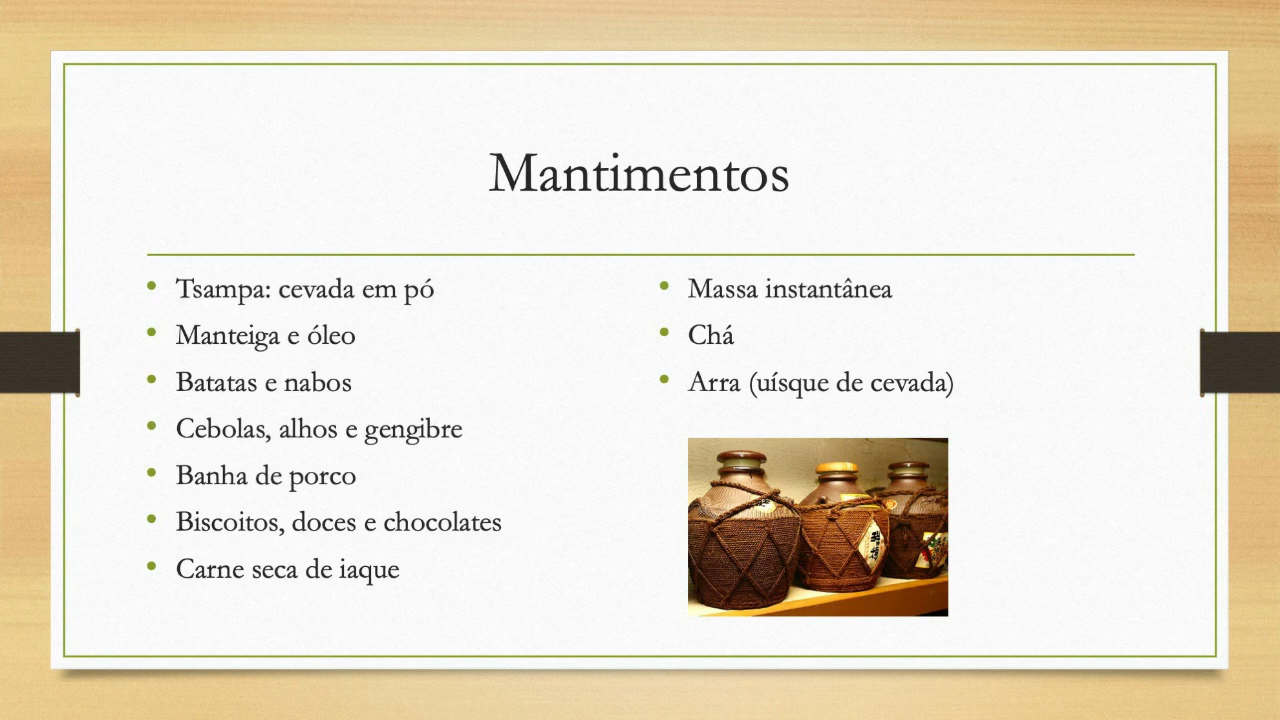 Mantimentos
Tsampa: cevada em pó
Manteiga e óleo
Batatas e nabos
Cebolas, alhos e gengibre
Banha de porco
Biscoitos, doces e chocolates
Carne seca de iaque
Massa instantânea
Chá
Arra (uísque de cevada)